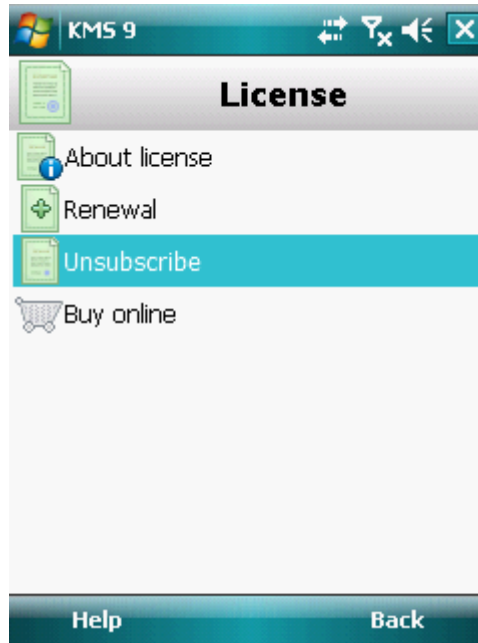 KMS 9
License
About license
Renewal
Unsubscribe
Buy online
Help Back